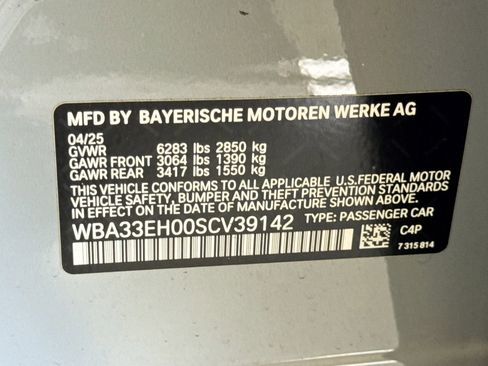 MFD BY BAYERISCHE MOTOREN WERKE AG
04/25
GVWR 6283 lbs 2850 kg
GAWR FRONT 3064 lbs 1390 kg
GAWR REAR 3417 lbs 1550 kg
THIS VEHICLE CONFORMS TO ALL APPLICABLE U.S.FEDERAL MOTOR
VEHICLE SAFETY, BUMPER AND THEFT PREVENTION STANDARDS
IN EFFECT ON THE DATE OF MANUFACTURE SHOWN ABOVE.
WBA33EH00SCV39142 TYPE: PASSENGER CAR
C4P
7 315 814